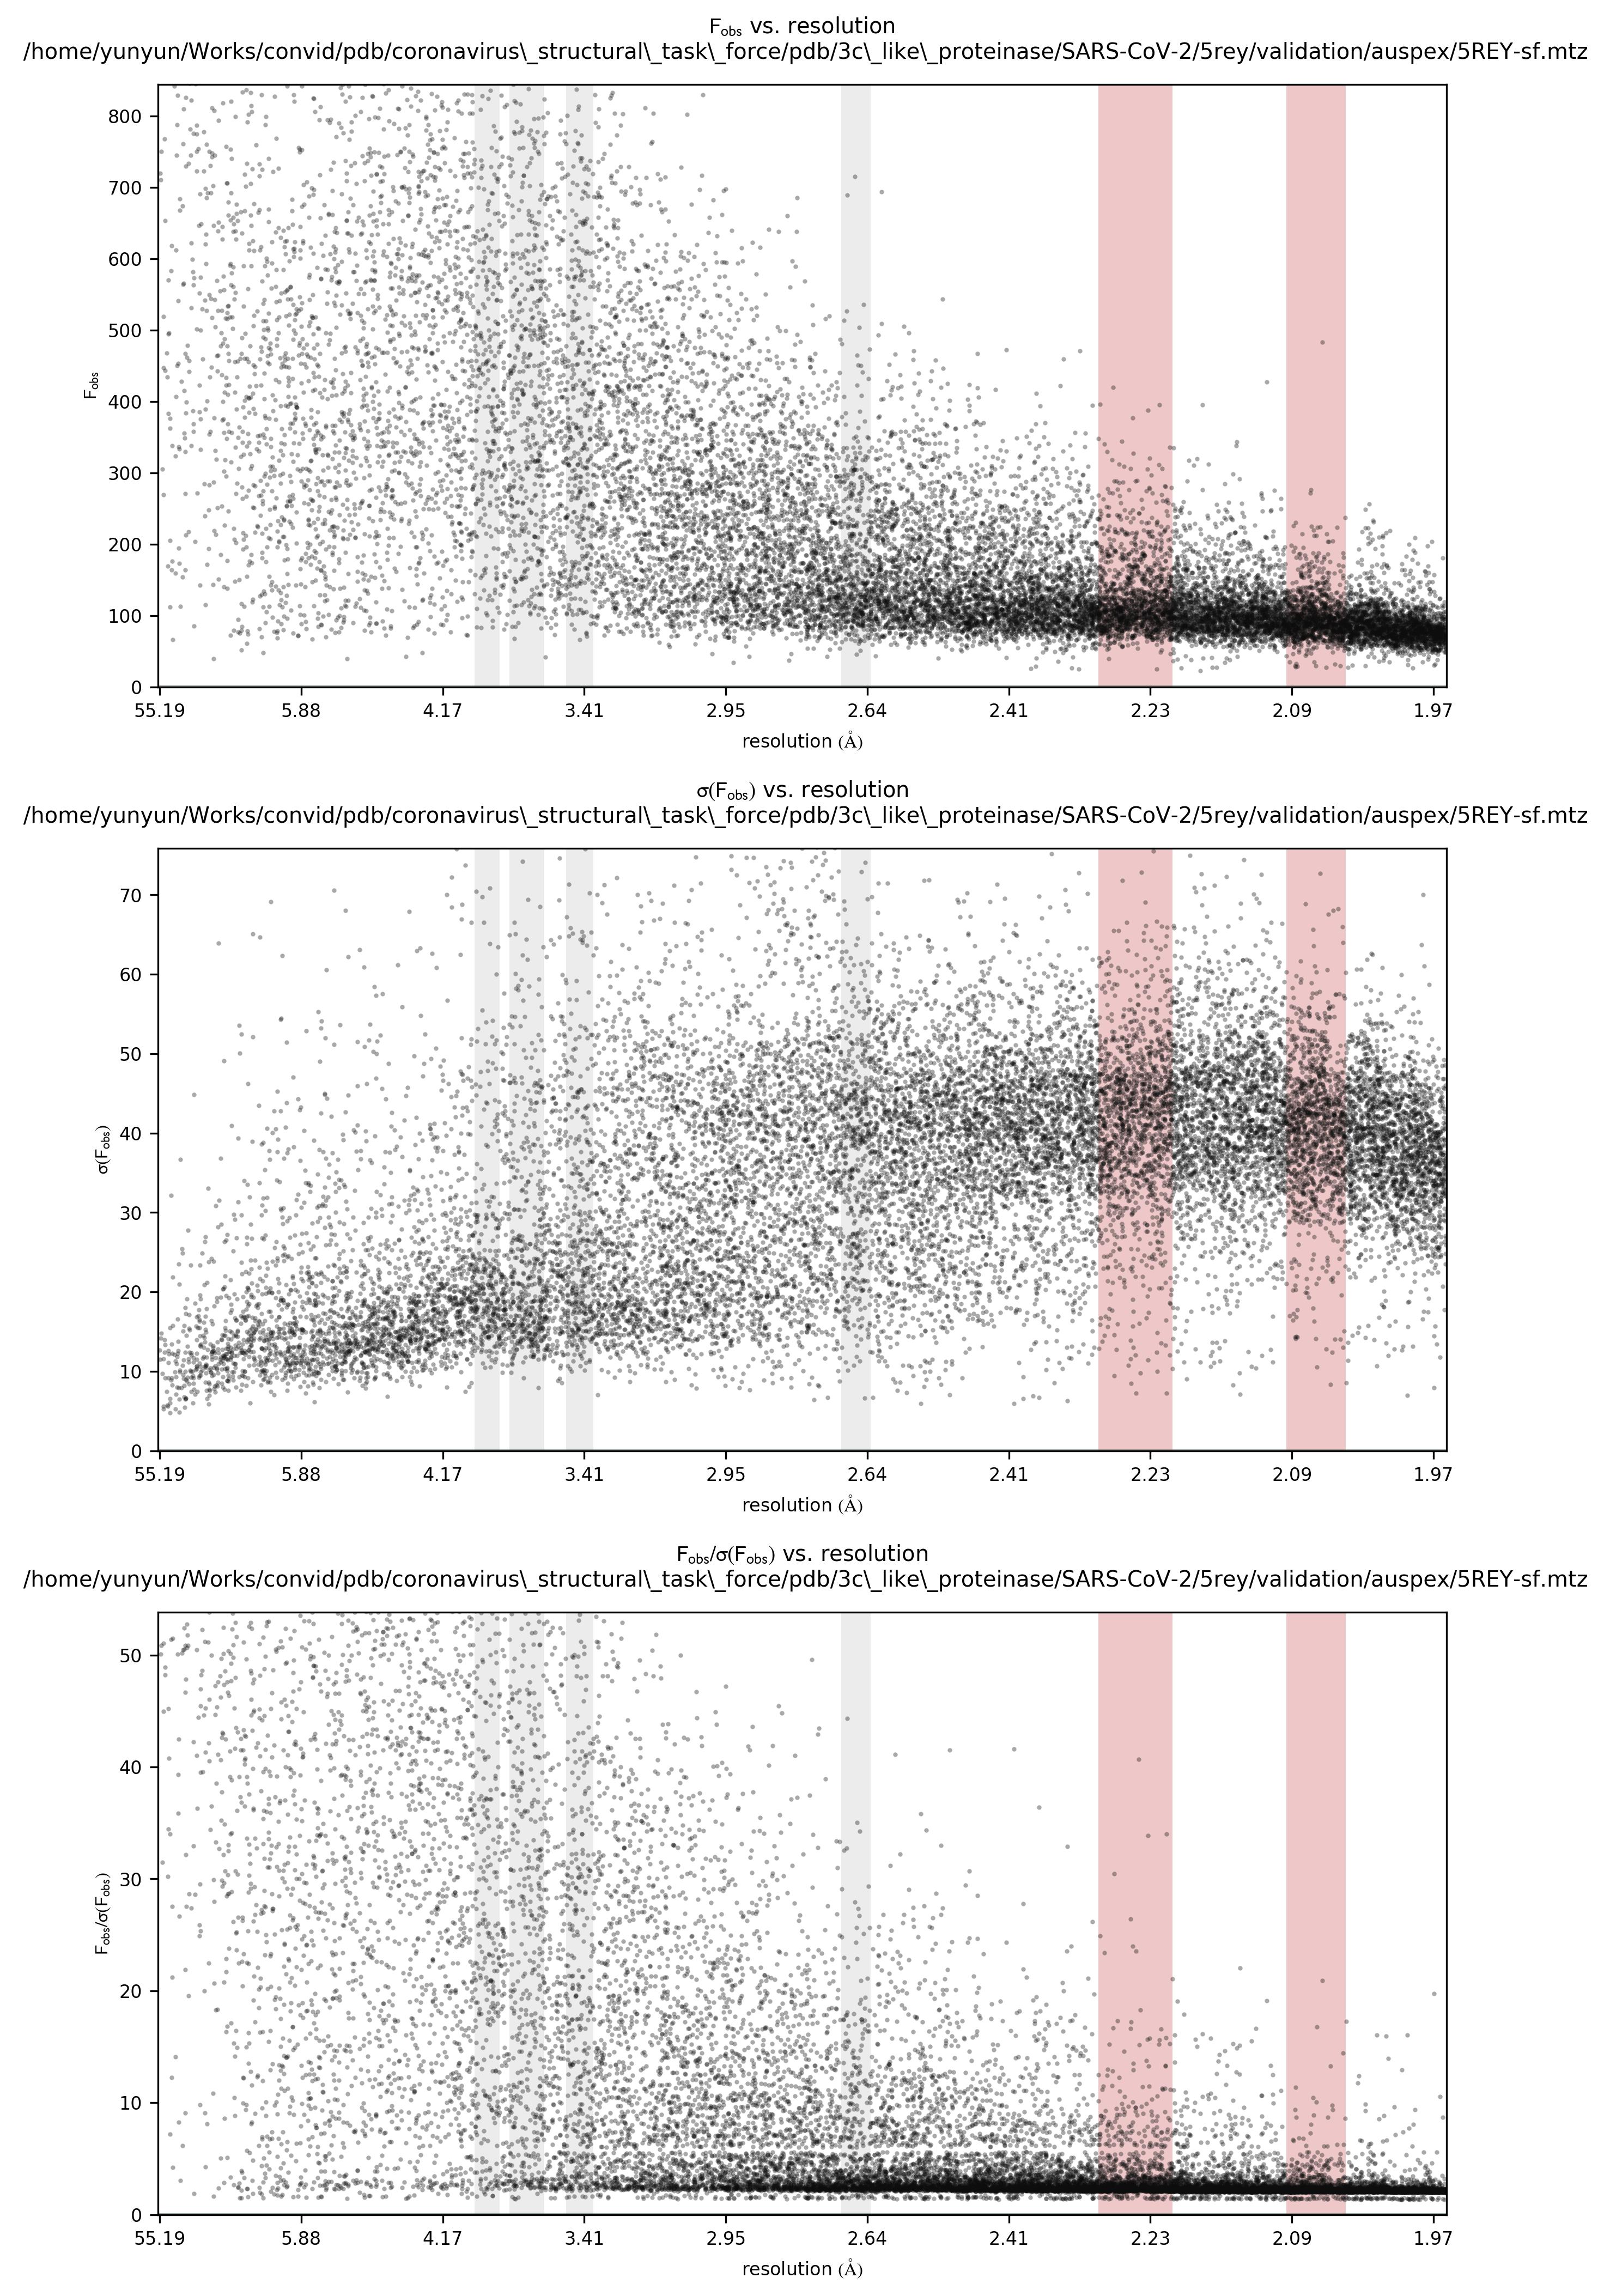 F_obs vs. resolution
/home/yunyun/Works/convid/pdb/coronavirus\_structural\_task\_force/pdb/3c\_like\_proteinase/SARS-CoV-2/5rey/validation/auspex/5REY-sf.mtz
800
700
600
500
F_obs
400
300
200
100
0
55.19 5.88 4.17 3.41 2.95 2.64 2.41 2.23 2.09 1.97
resolution (Å)
σ(F_obs) vs. resolution
/home/yunyun/Works/convid/pdb/coronavirus\_structural\_task\_force/pdb/3c\_like\_proteinase/SARS-CoV-2/5rey/validation/auspex/5REY-sf.mtz
70
60
50
40
σ(F_obs)
30
20
10
0
55.19 5.88 4.17 3.41 2.95 2.64 2.41 2.23 2.09 1.97
resolution (Å)
F_obs/σ(F_obs) vs. resolution
/home/yunyun/Works/convid/pdb/coronavirus\_structural\_task\_force/pdb/3c\_like\_proteinase/SARS-CoV-2/5rey/validation/auspex/5REY-sf.mtz
50
40
30
F_obs/σ(F_obs)
20
10
0
55.19 5.88 4.17 3.41 2.95 2.64 2.41 2.23 2.09 1.97
resolution (Å)